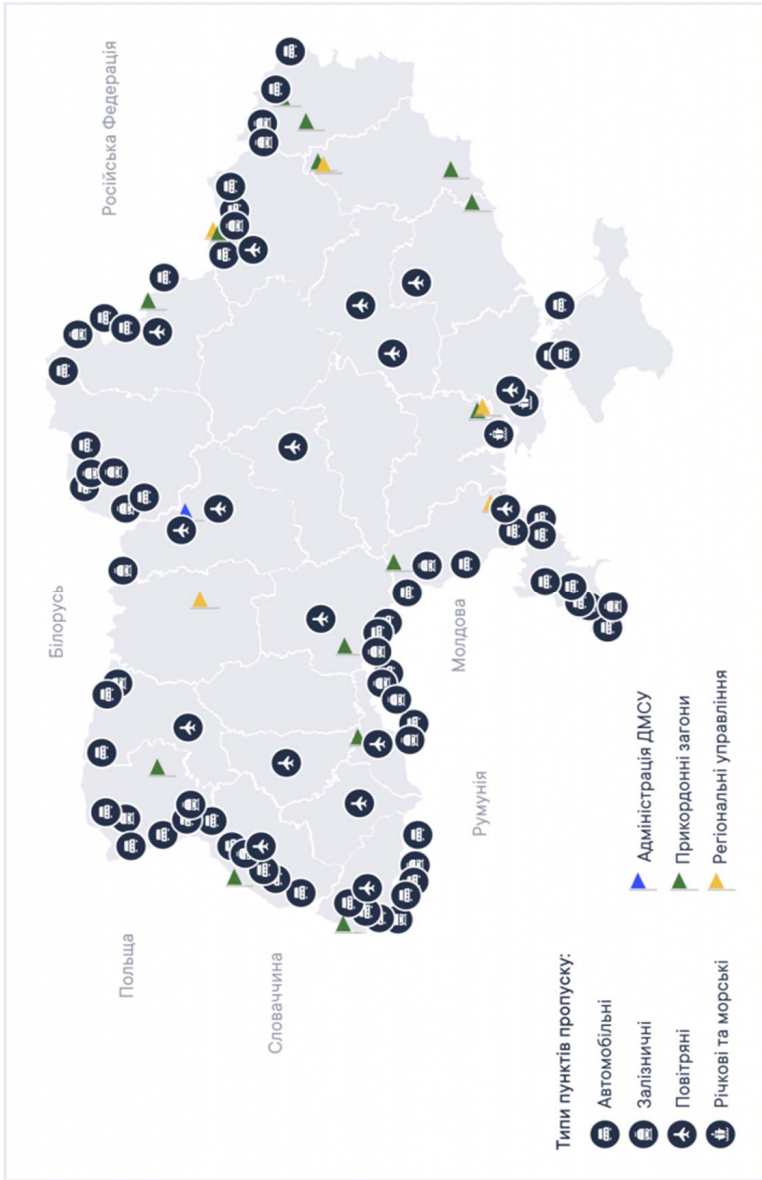 Російська Федерація
Білорусь
Польща
Словаччина
Молдова
Румунія
Типи пунктів пропуску:
Автомобільні
Залізничні
Повітряні
Річкові та морські
Адміністрація ДМСУ
Прикордонні загони
Регіональні управління